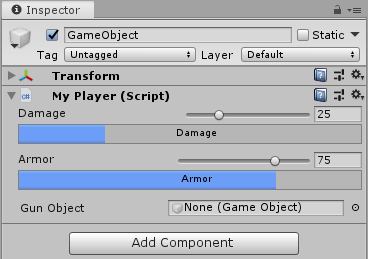 Inspector
GameObject
Static
Tag Untagged Layer Default
Transform
c#
My Player (Script)
Damage 25
Damage
Armor 75
Armor
Gun Object None (Game Object)
Add Component